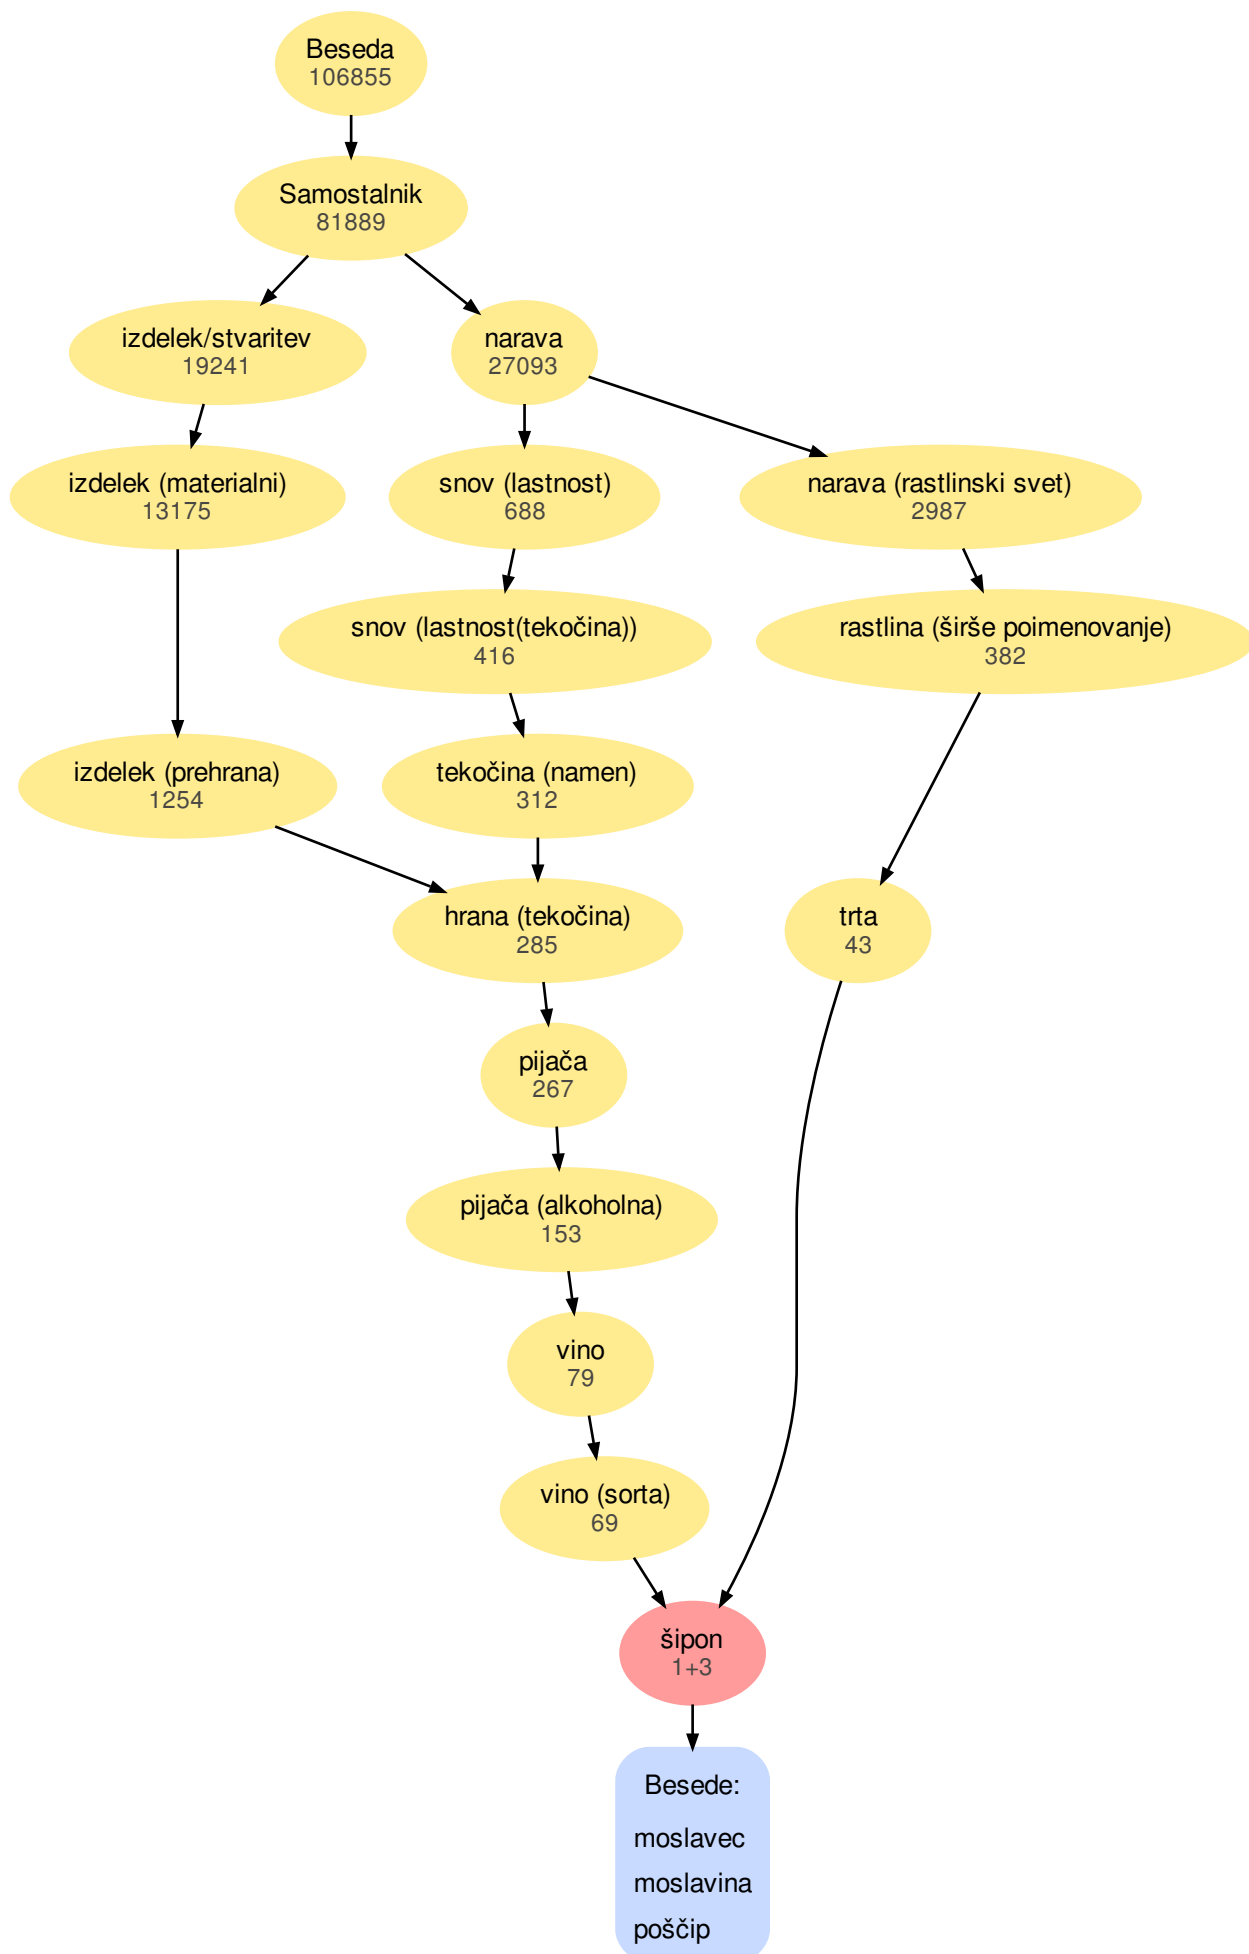 Beseda
106855
Samostalnik
81889
izdelek/stvaritev
19241
narava
27093
izdelek (materialni)
13175
snov (lastnost)
688
narava (rastlinski svet)
2987
snov (lastnost(tekočina))
416
rastlina (širše poimenovanje)
382
izdelek (prehrana)
1254
tekočina (namen)
312
hrana (tekočina)
285
trta
43
pijača
267
pijača (alkoholna)
153
vino
79
vino (sorta)
69
šipon
1+3
Besede:
moslavec
moslavina
poščip